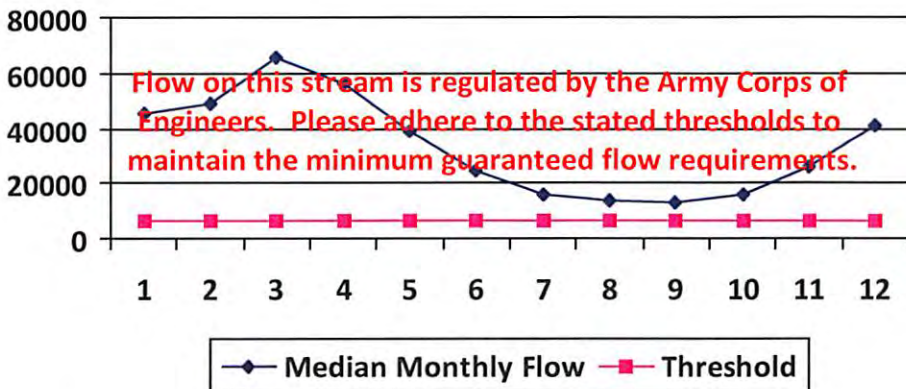 80000
60000
40000
20000
0
Flow on this stream is regulated by the Army Corps of
Engineers. Please adhere to the stated thresholds to
maintain the minimum guaranteed flow requirements.
1 2 3 4 5 6 7 8 9 10 11 12
Median Monthly Flow Threshold